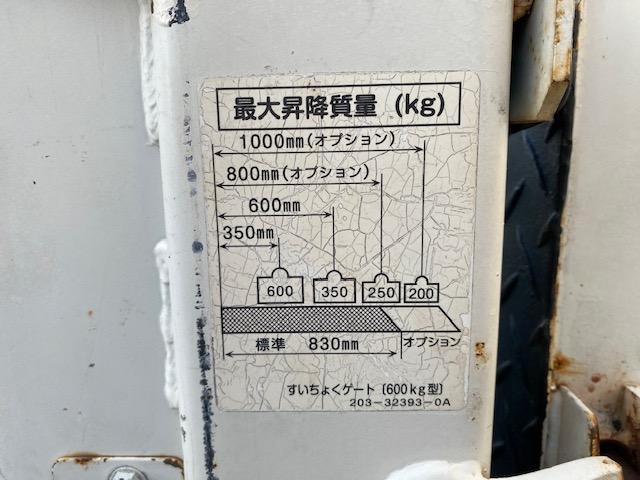 最大昇降質量 (kg)
1000mm(オプション)
800mm(オプション)
600mm
350mm
600 350 250 200
標準 830mm オプション
すいちょくゲート〔600kg型〕
203-32393-0A